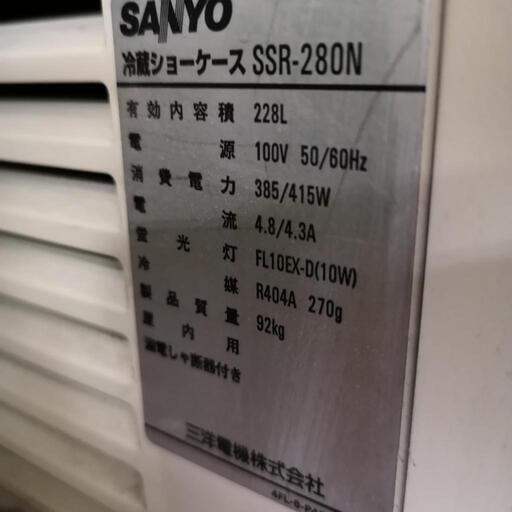 SANYO
冷蔵ショーケース SSR-280N
有効内容積 228L
電源 100V 50/60Hz
消費電力 385/415W
電流 4.8/4.3A
蛍光灯 FL10EX-D(10W)
冷媒 R404A 270g
製品質量 92kg
屋内用
漏電しゃ断器付き
三洋電機株式会社